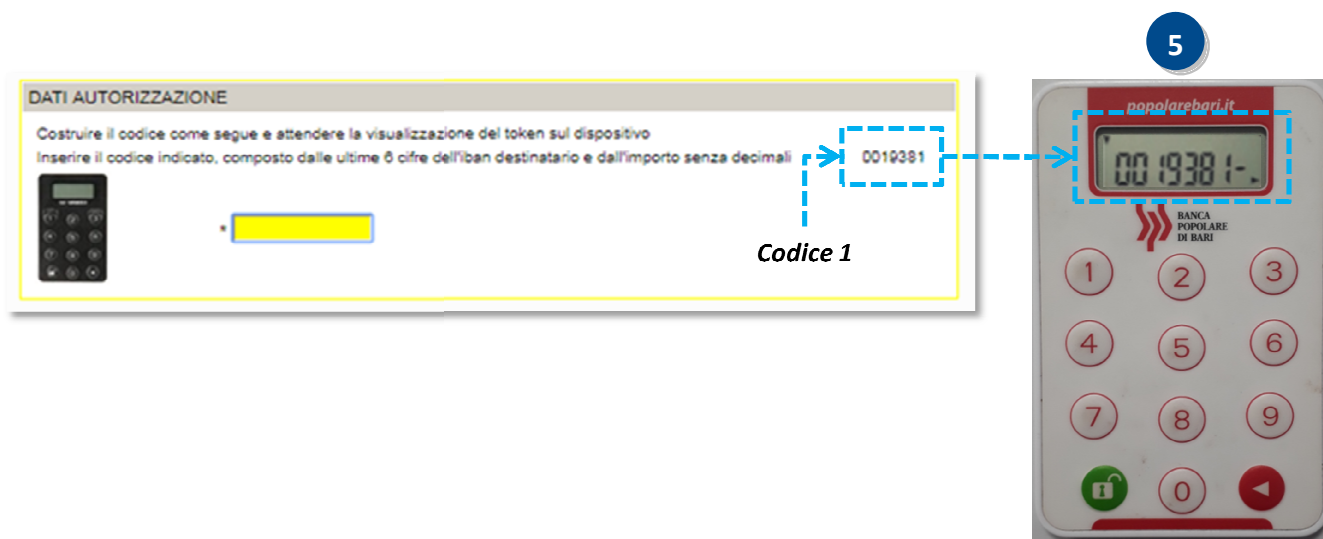 5
DATI AUTORIZZAZIONE
Costruire il codice come segue e attendere la visualizzazione del token sul dispositivo
Inserire il codice indicato, composto dalle ultime 6 cifre dell'iban destinatario e dall'importo senza decimali 0019381
*
Codice 1
popolarebari.it
0019381-
BANCA
POPOLARE
DI BARI
1 2 3
4 5 6
7 8 9
0